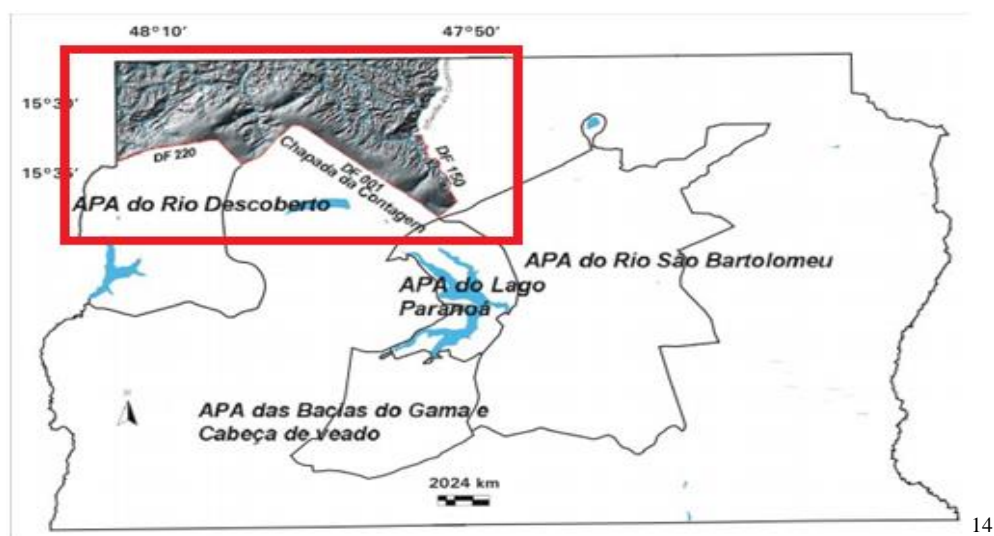 48°10'
47°50'
15°30'
15°35'
DF 220
DF 001
Chapada da Contagem
DF 150
APA do Rio Descoberto
APA do Rio São Bartolomeu
APA do Lago
Paranoá
APA das Bacias do Gama e
Cabeça de veado
2024 km
14